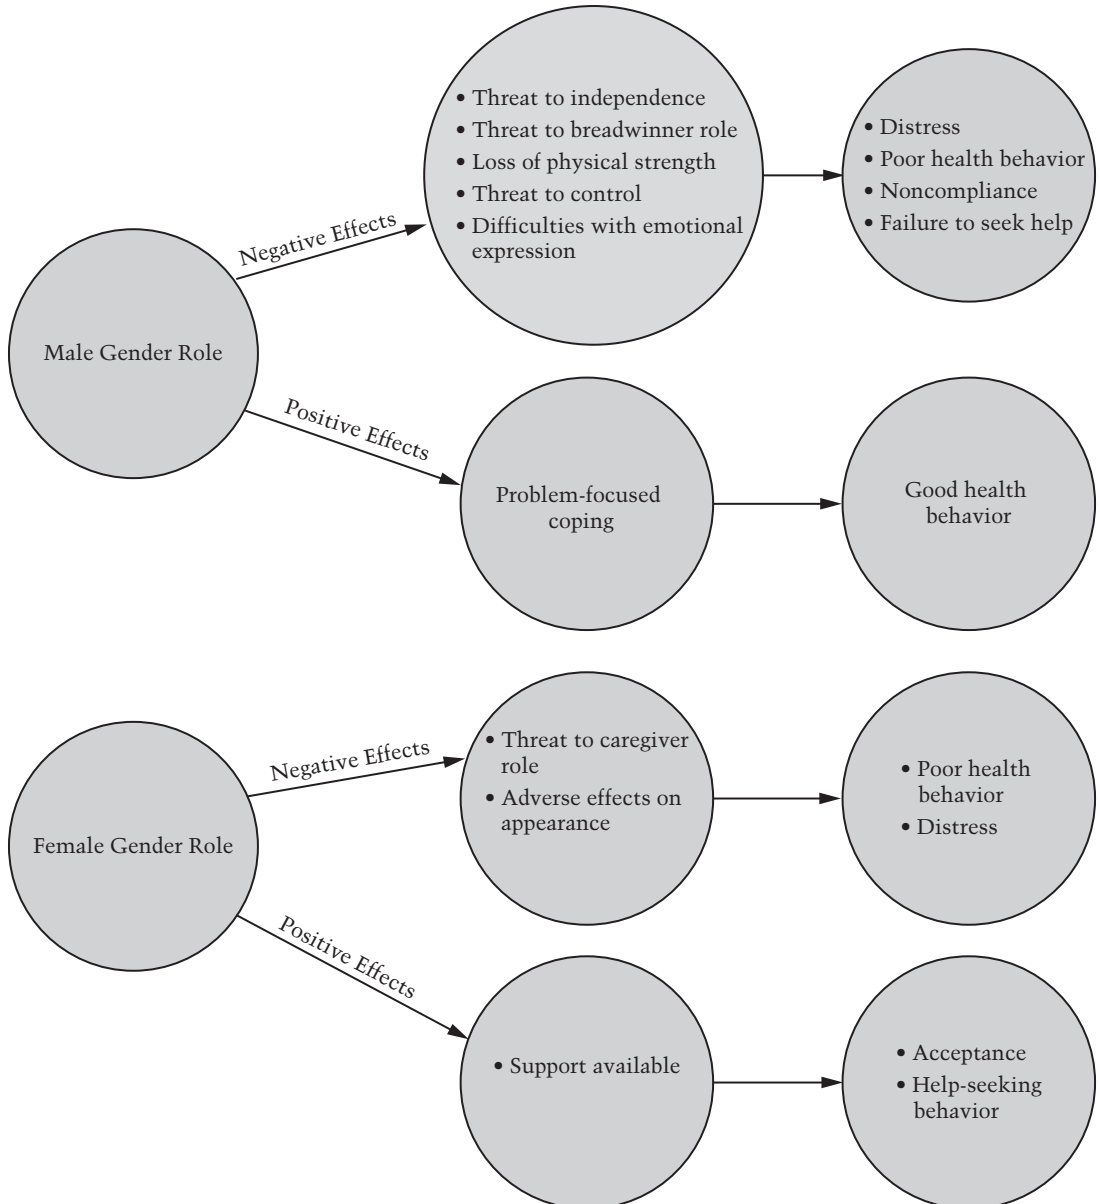 • Threat to independence
• Threat to breadwinner role
• Loss of physical strength
• Threat to control
• Difficulties with emotional
expression
• Distress
• Poor health behavior
• Noncompliance
• Failure to seek help
Negative Effects
Male Gender Role
Positive Effects
Problem-focused
coping
Good health
behavior
Negative Effects
• Threat to caregiver
role
• Adverse effects on
appearance
• Poor health
behavior
• Distress
Female Gender Role
Positive Effects
• Support available
• Acceptance
• Help-seeking
behavior